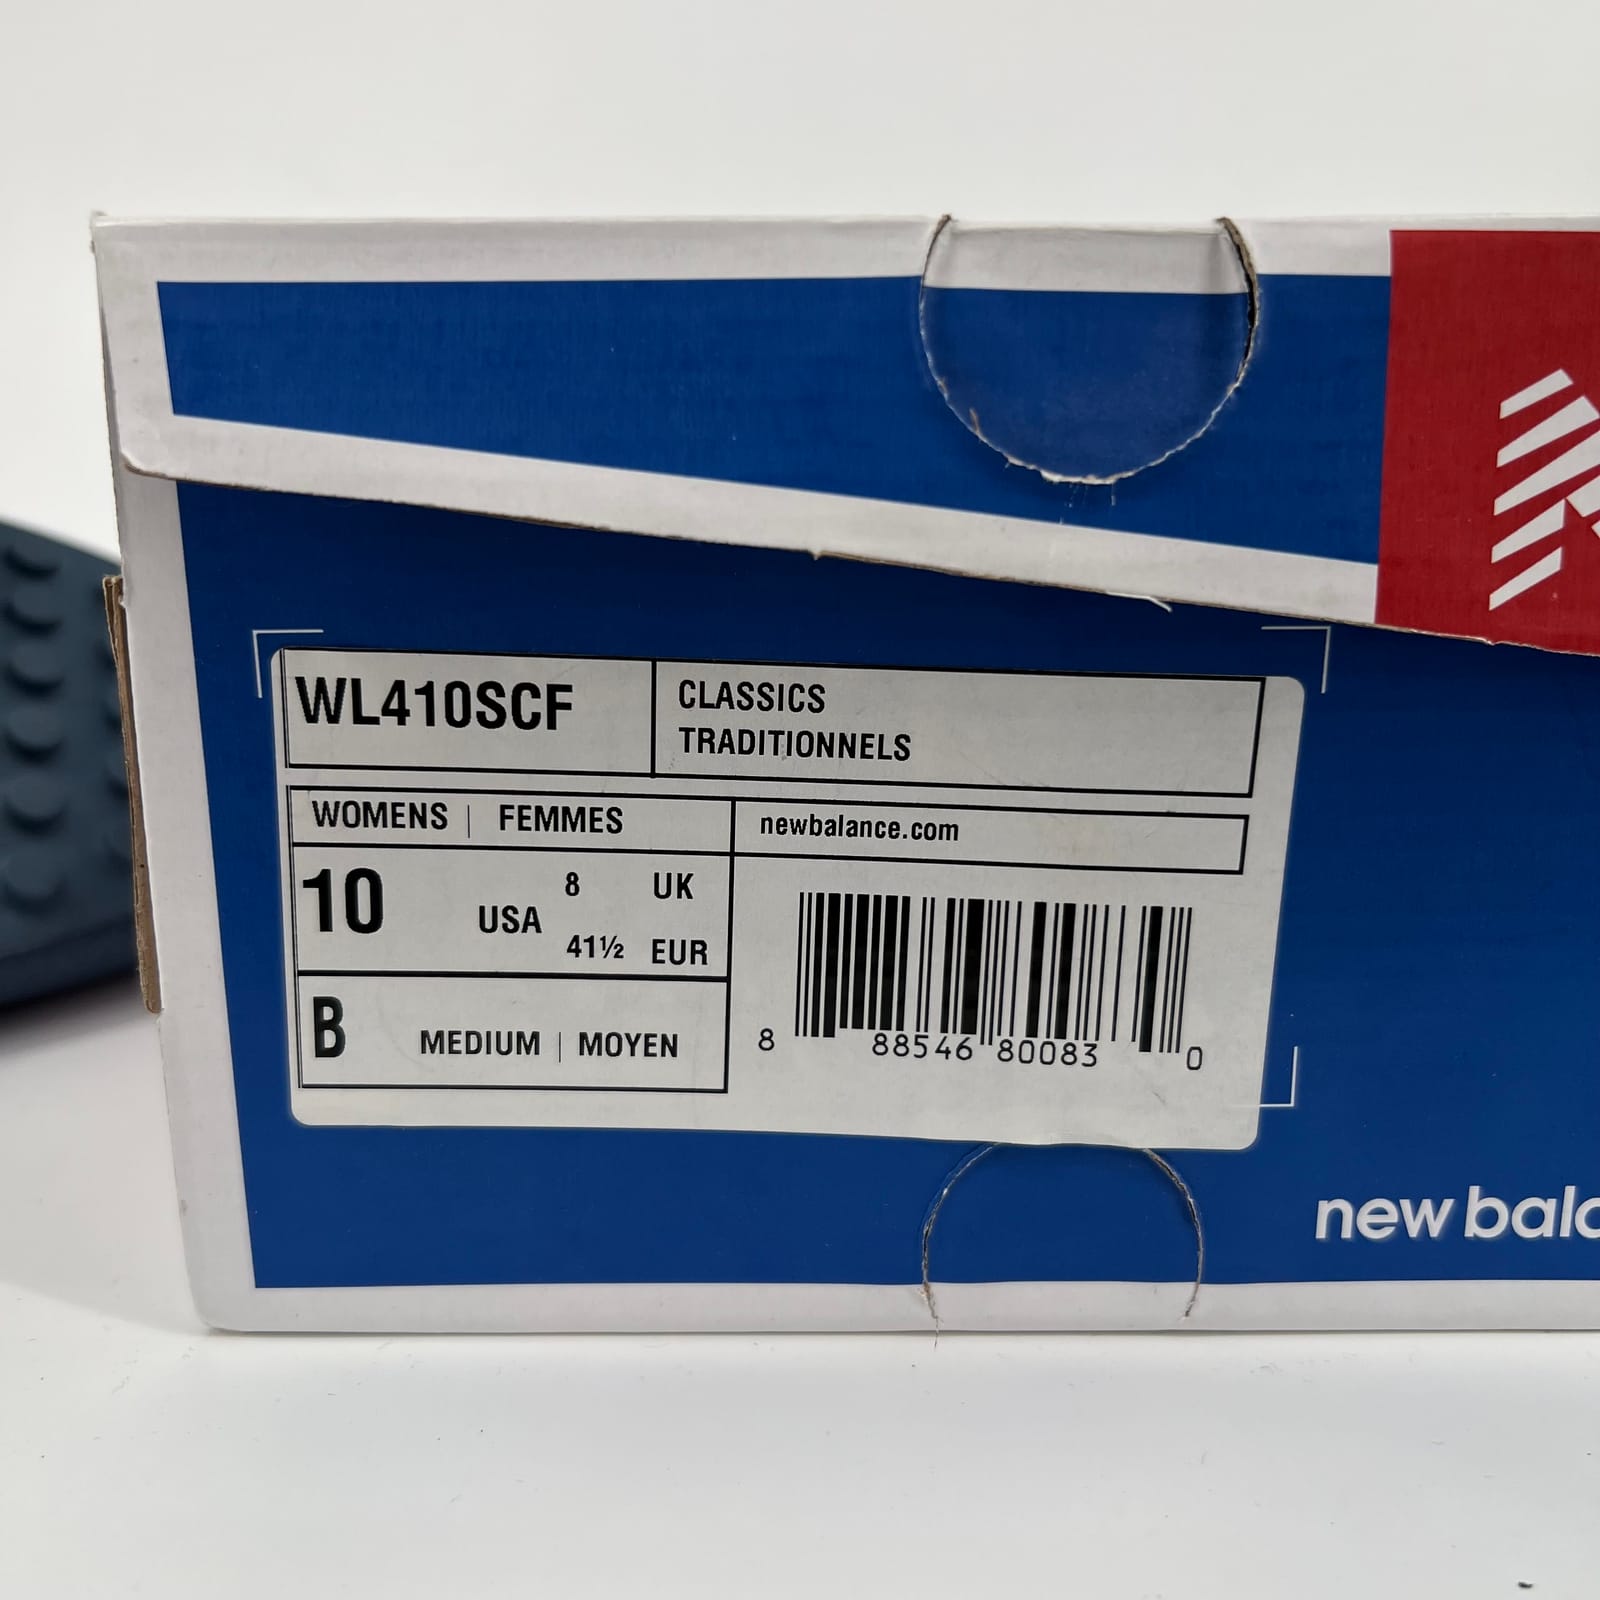 WL410SCF
CLASSICS
TRADITIONNELS
WOMENS | FEMMES
newbalance.com
10 USA
8 UK
41½ EUR
B MEDIUM | MOYEN
8 88546 80083 0
new bala